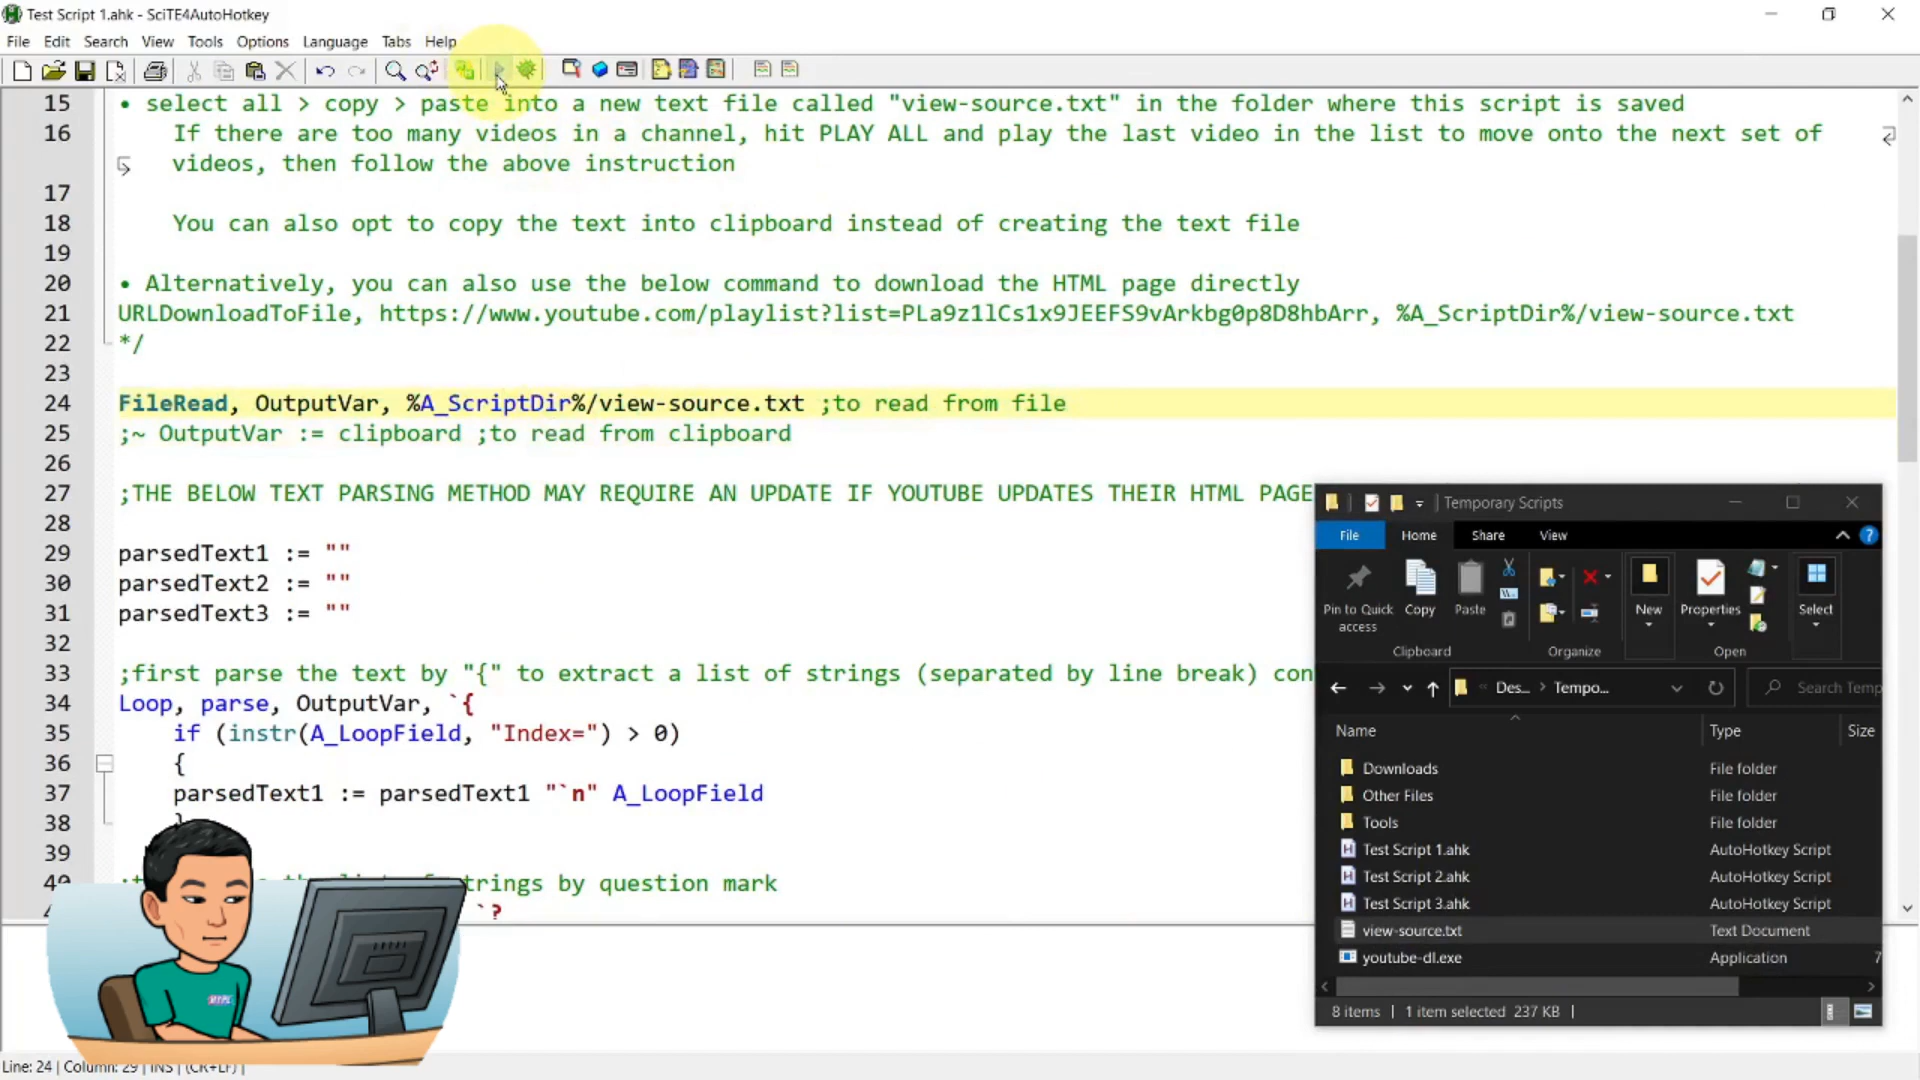 Test Script 1.ahk - SciTE4AutoHotkey
File Edit Search View Tools Options Language Tabs Help
15 • select all > copy > paste into a new text file called "view-source.txt" in the folder where this script is saved
16 If there are too many videos in a channel, hit PLAY ALL and play the last video in the list to move onto the next set of
videos, then follow the above instruction
17
18 You can also opt to copy the text into clipboard instead of creating the text file
19
20 • Alternatively, you can also use the below command to download the HTML page directly
21 URLDownloadToFile, https://www.youtube.com/playlist?list=PLa9z1lCs1x9JEEFS9vArkbg0p8D8hbArr, %A_ScriptDir%/view-source.txt
22 */
23
24 FileRead, OutputVar, %A_ScriptDir%/view-source.txt ;to read from file
25 ;~ OutputVar := clipboard ;to read from clipboard
26
27 ;THE BELOW TEXT PARSING METHOD MAY REQUIRE AN UPDATE IF YOUTUBE UPDATES THEIR HTML PAGE
28
29 parsedText1 := ""
30 parsedText2 := ""
31 parsedText3 := ""
32
33 ;first parse the text by "{" to extract a list of strings (separated by line break) con
34 Loop, parse, OutputVar, `{
35 if (instr(A_LoopField, "Index=") > 0)
36 {
37 parsedText1 := parsedText1 "`n" A_LoopField
38 }
39
40 strings by question mark
`?
MYPL
Line: 24 | Column: 29 | INS | (CR+LF) |
Temporary Scripts
File Home Share View
Pin to Quick access
Copy
Paste
New
Properties
Select
Clipboard Organize Open
Des... Tempo... Search Temp
Name Type Size
Downloads File folder
Other Files File folder
Tools File folder
Test Script 1.ahk AutoHotkey Script
Test Script 2.ahk AutoHotkey Script
Test Script 3.ahk AutoHotkey Script
view-source.txt Text Document
youtube-dl.exe Application 7
8 items | 1 item selected 237 KB |